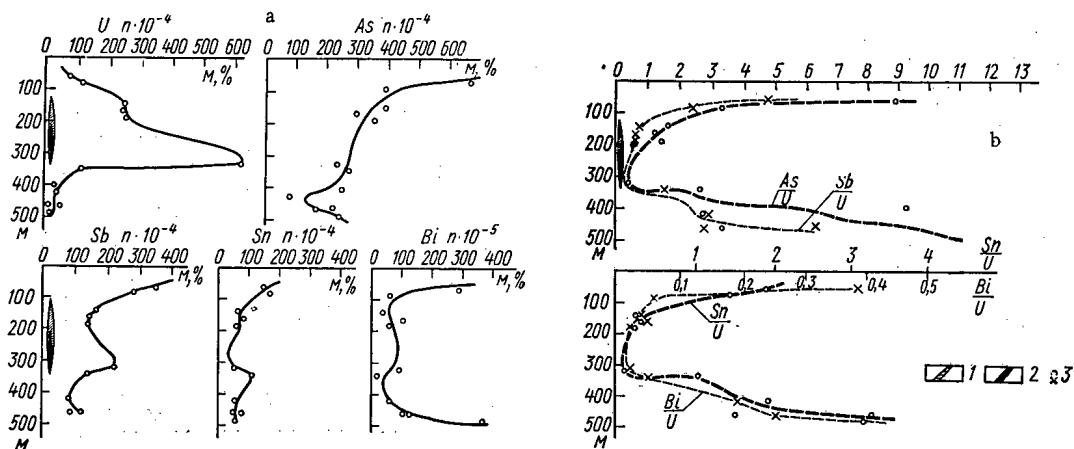 a
U n·10⁻⁴
0 100 200 300 400 500 600
M, %
100
200
300
400
500
M
As n·10⁻⁴
100 200 300 400 500 600
M, %
Sb n·10⁻⁴
0 100 200 300 400
M, %
100
200
300
400
500
M
Sn n·10⁻⁴
0 100 200 300 400
M, %
Bi n·10⁻⁵
0 100 200 300 400
M, %
b
0 1 2 3 4 5 6 7 8 9 10 11 12 13
100
200
300
400
500
M
As/U
Sb/U
1 2 3 4
Sn/U
0,2 0,3 0,4 0,5
Bi/U
100
200
300
400
500
M
Sn/U
Bi/U
1 2 3